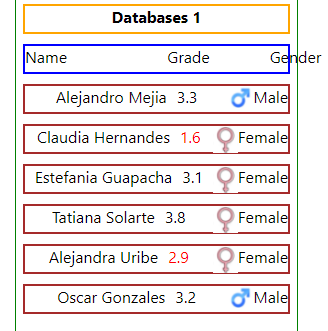 Databases 1
Name Grade Gender
Alejandro Mejia 3.3 Male
Claudia Hernandes 1.6 Female
Estefania Guapacha 3.1 Female
Tatiana Solarte 3.8 Female
Alejandra Uribe 2.9 Female
Oscar Gonzales 3.2 Male